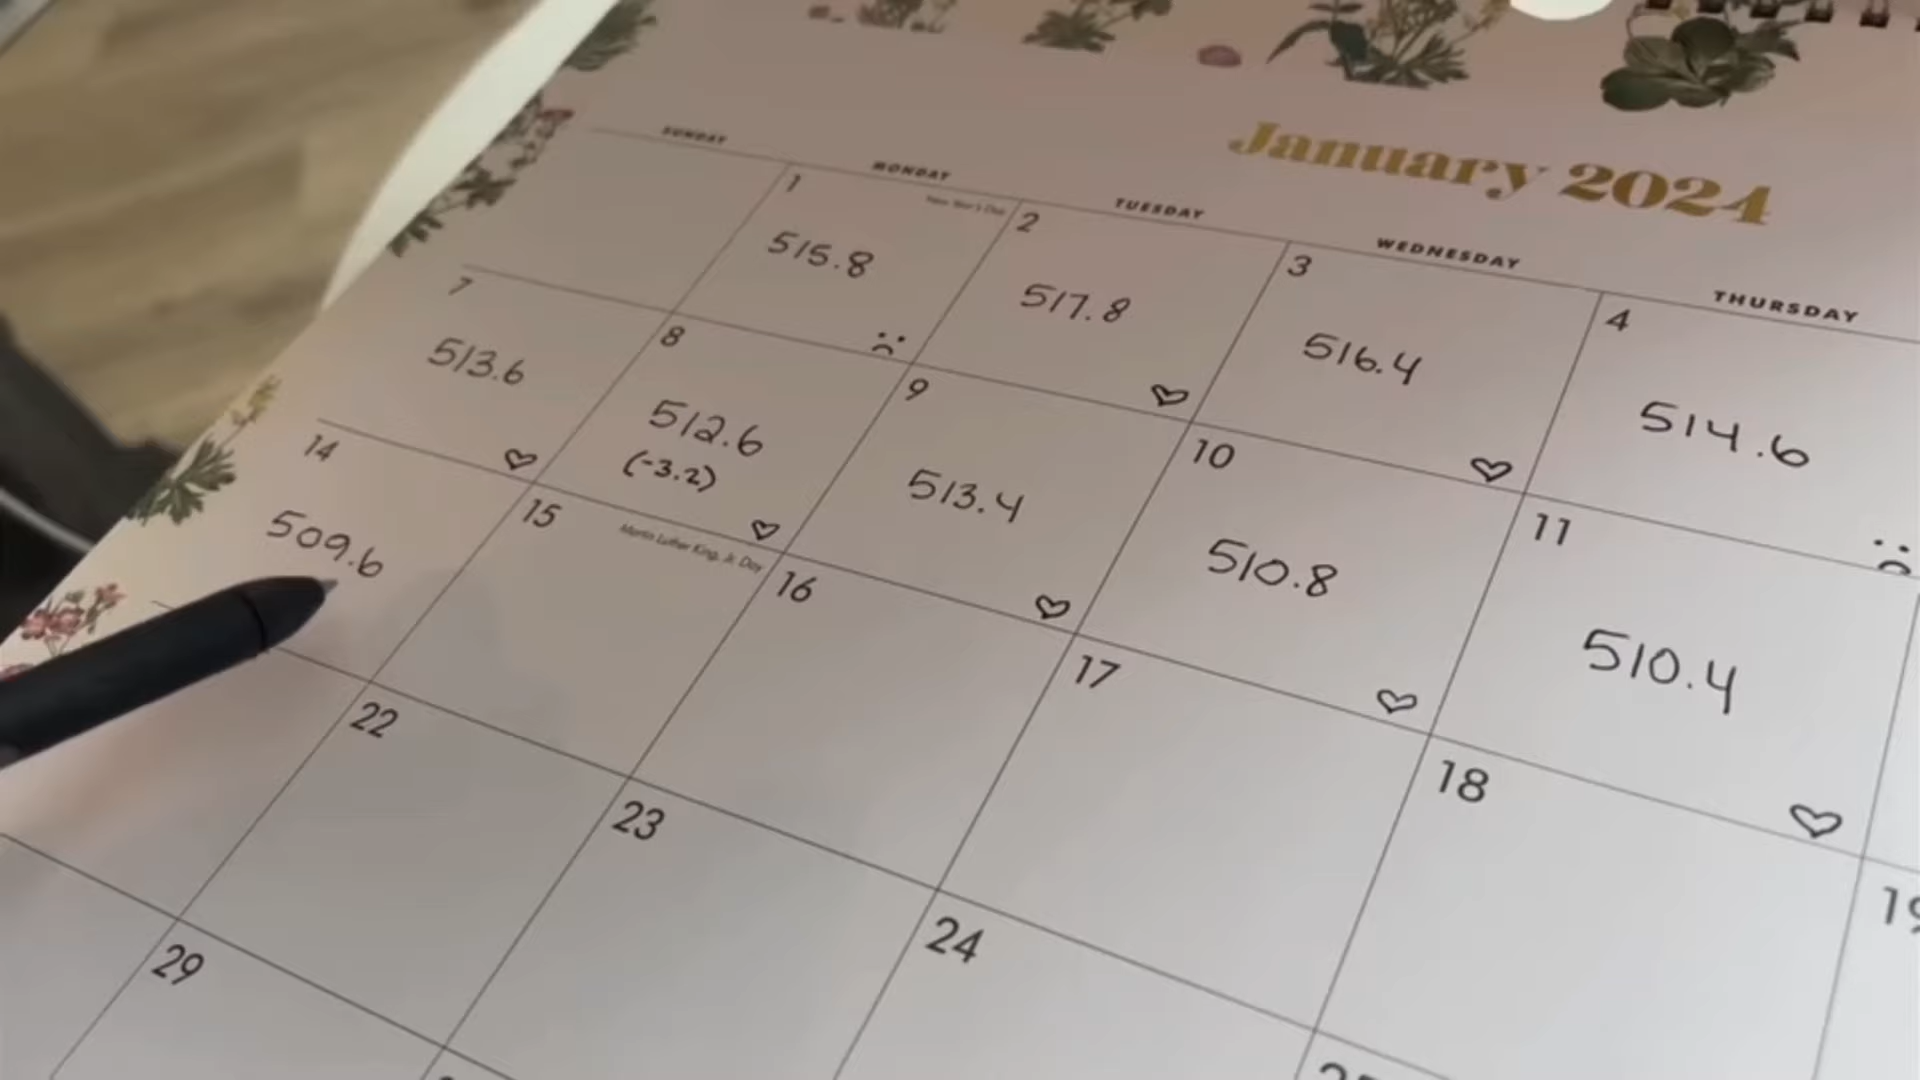 January 2024
SUNDAY MONDAY TUESDAY WEDNESDAY THURSDAY
1 New Year's Day 2 3 4
515.8 517.8 516.4 514.6
7 8 9 10 11
513.6 512.6 513.4 510.8 510.4
(-3.2)
14 15 Martin Luther King, Jr. Day 16 17 18 19
509.6
22 23 24
29